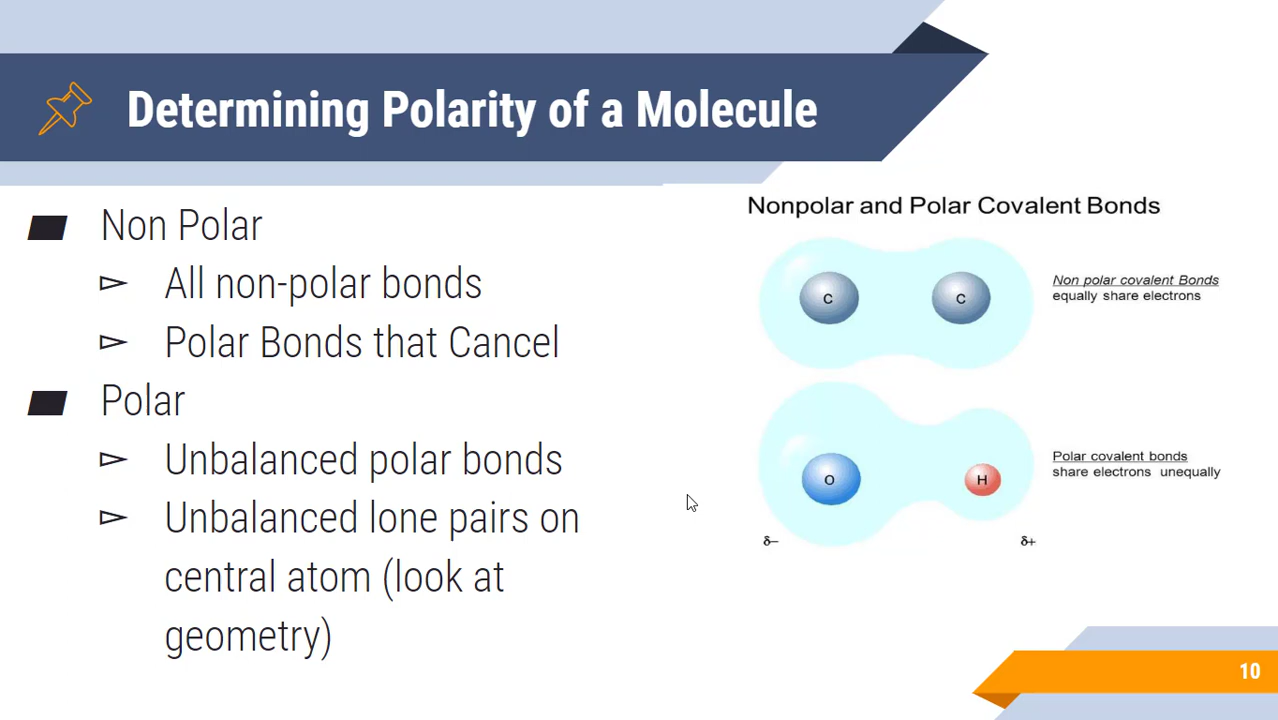 Determining Polarity of a Molecule
Non Polar
All non-polar bonds
Polar Bonds that Cancel
Polar
Unbalanced polar bonds
Unbalanced lone pairs on
central atom (look at
geometry)
Nonpolar and Polar Covalent Bonds
C C
Non polar covalent Bonds
equally share electrons
O H
Polar covalent bonds
share electrons unequally
δ− δ+
10